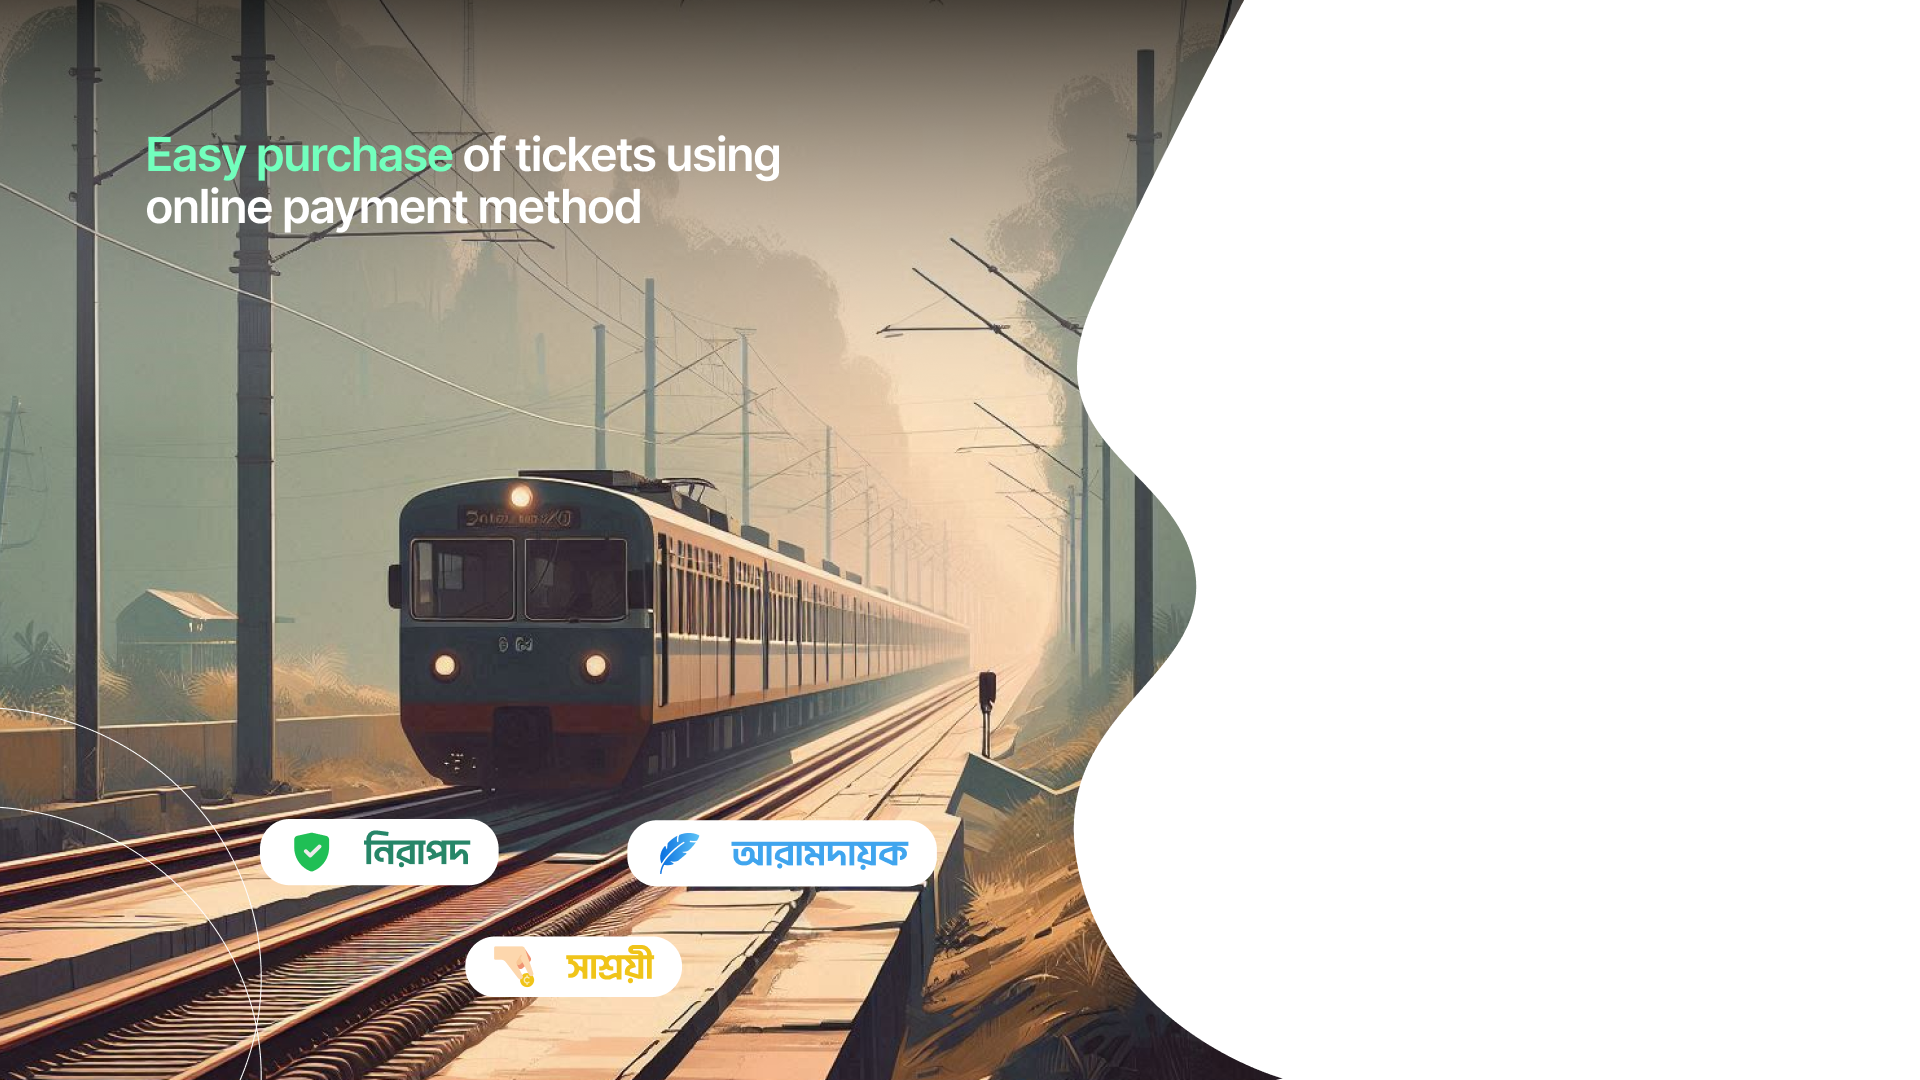 Easy purchase of tickets using
online payment method
নিরাপদ
আরামদায়ক
সাশ্রয়ী